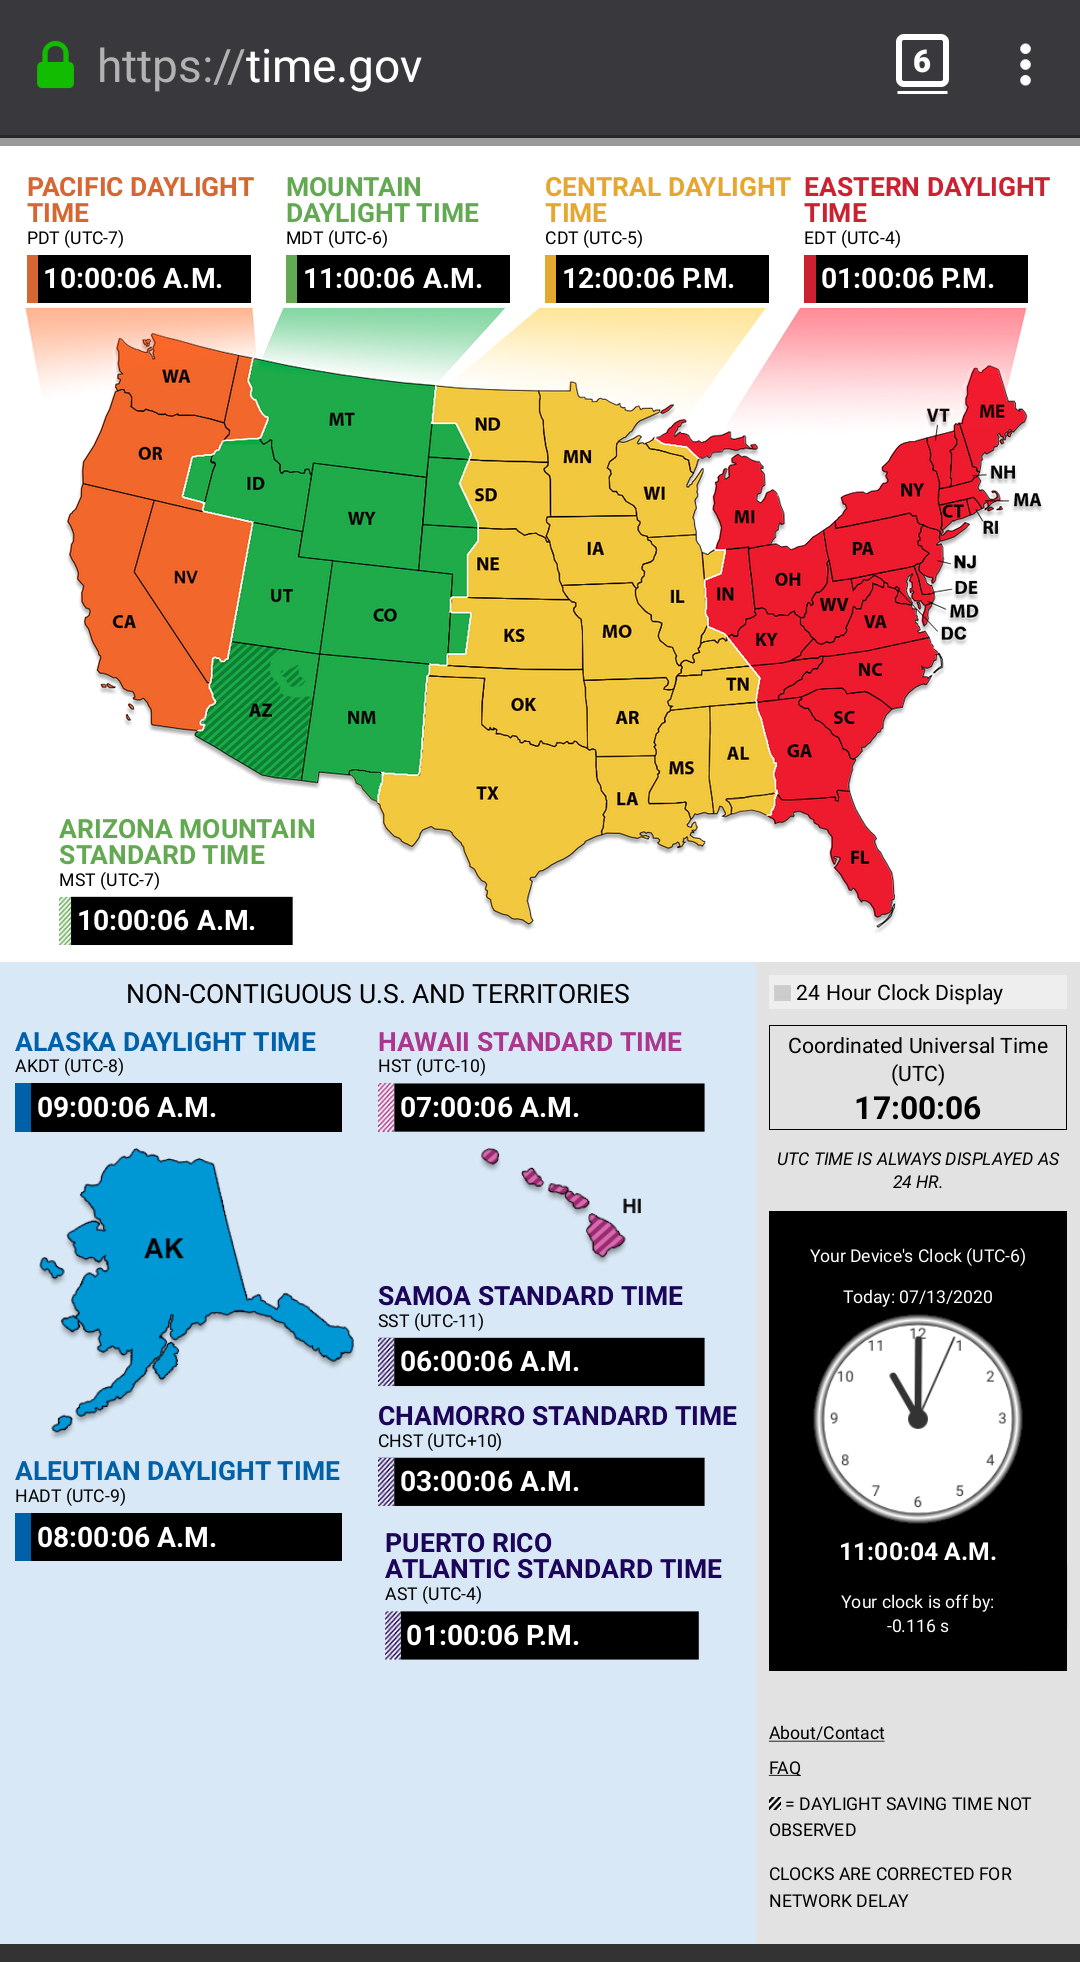 https://time.gov
6
PACIFIC DAYLIGHT
TIME
PDT (UTC-7)
10:00:06 A.M.
MOUNTAIN
DAYLIGHT TIME
MDT (UTC-6)
11:00:06 A.M.
CENTRAL DAYLIGHT
TIME
CDT (UTC-5)
12:00:06 P.M.
EASTERN DAYLIGHT
TIME
EDT (UTC-4)
01:00:06 P.M.
WA
OR
CA
NV
ID
MT
WY
UT
CO
AZ
NM
ND
SD
NE
KS
OK
TX
MN
IA
MO
AR
LA
WI
IL
MS
AL
TN
MI
IN
OH
KY
WV
VA
NC
SC
GA
FL
PA
NY
VT
ME
NH
MA
CT
RI
NJ
DE
MD
DC
ARIZONA MOUNTAIN
STANDARD TIME
MST (UTC-7)
10:00:06 A.M.
NON-CONTIGUOUS U.S. AND TERRITORIES
ALASKA DAYLIGHT TIME
AKDT (UTC-8)
09:00:06 A.M.
AK
ALEUTIAN DAYLIGHT TIME
HADT (UTC-9)
08:00:06 A.M.
HAWAII STANDARD TIME
HST (UTC-10)
07:00:06 A.M.
HI
SAMOA STANDARD TIME
SST (UTC-11)
06:00:06 A.M.
CHAMORRO STANDARD TIME
CHST (UTC+10)
03:00:06 A.M.
PUERTO RICO
ATLANTIC STANDARD TIME
AST (UTC-4)
01:00:06 P.M.
24 Hour Clock Display
Coordinated Universal Time
(UTC)
17:00:06
UTC TIME IS ALWAYS DISPLAYED AS
24 HR.
Your Device's Clock (UTC-6)
Today: 07/13/2020
12
1
2
3
4
5
6
7
8
9
10
11
11:00:04 A.M.
Your clock is off by:
-0.116 s
About/Contact
FAQ
= DAYLIGHT SAVING TIME NOT
OBSERVED
CLOCKS ARE CORRECTED FOR
NETWORK DELAY